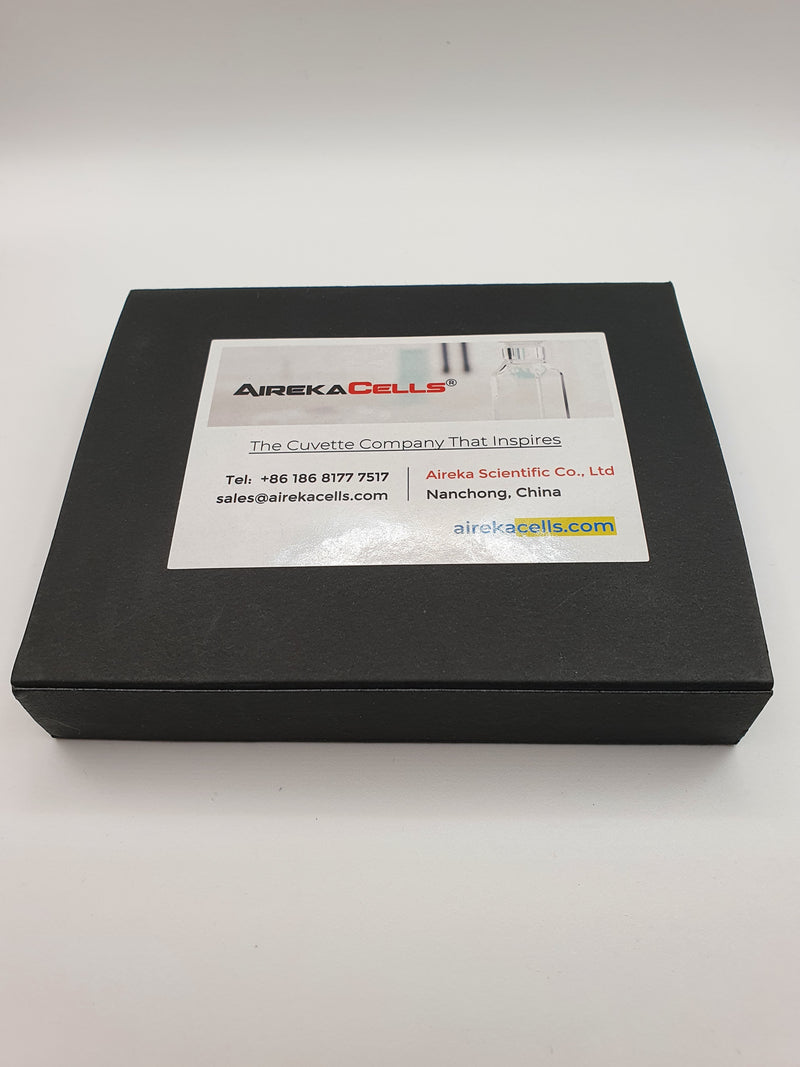 AIREKACELLS®
The Cuvette Company That Inspires
Tel: +86 186 8177 7517
sales@airekacells.com
Aireka Scientific Co., Ltd
Nanchong, China
airekacells.com